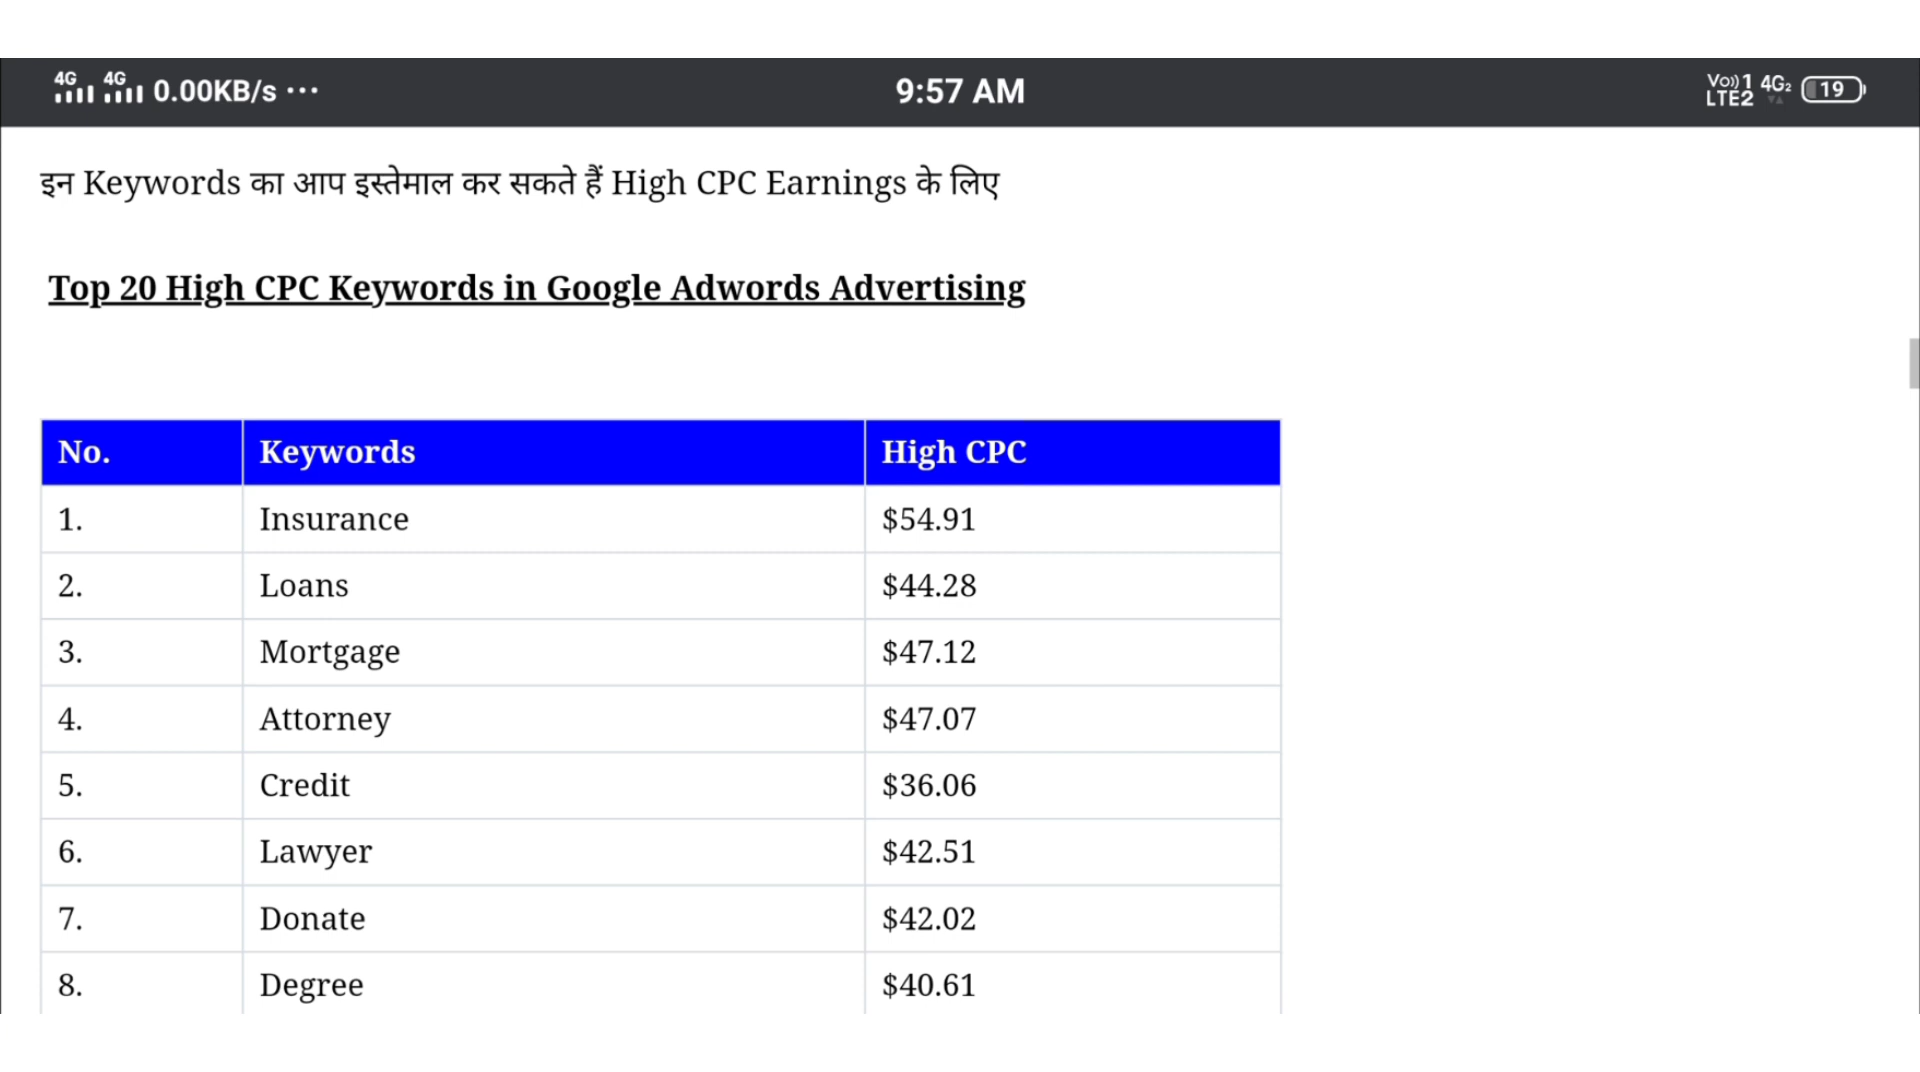 4G 4G 0.00KB/s ··· 9:57 AM Vo)) 1 LTE2 4G2 19
इन Keywords का आप इस्तेमाल कर सकते हैं High CPC Earnings के लिए
Top 20 High CPC Keywords in Google Adwords Advertising
No. Keywords High CPC
1. Insurance $54.91
2. Loans $44.28
3. Mortgage $47.12
4. Attorney $47.07
5. Credit $36.06
6. Lawyer $42.51
7. Donate $42.02
8. Degree $40.61